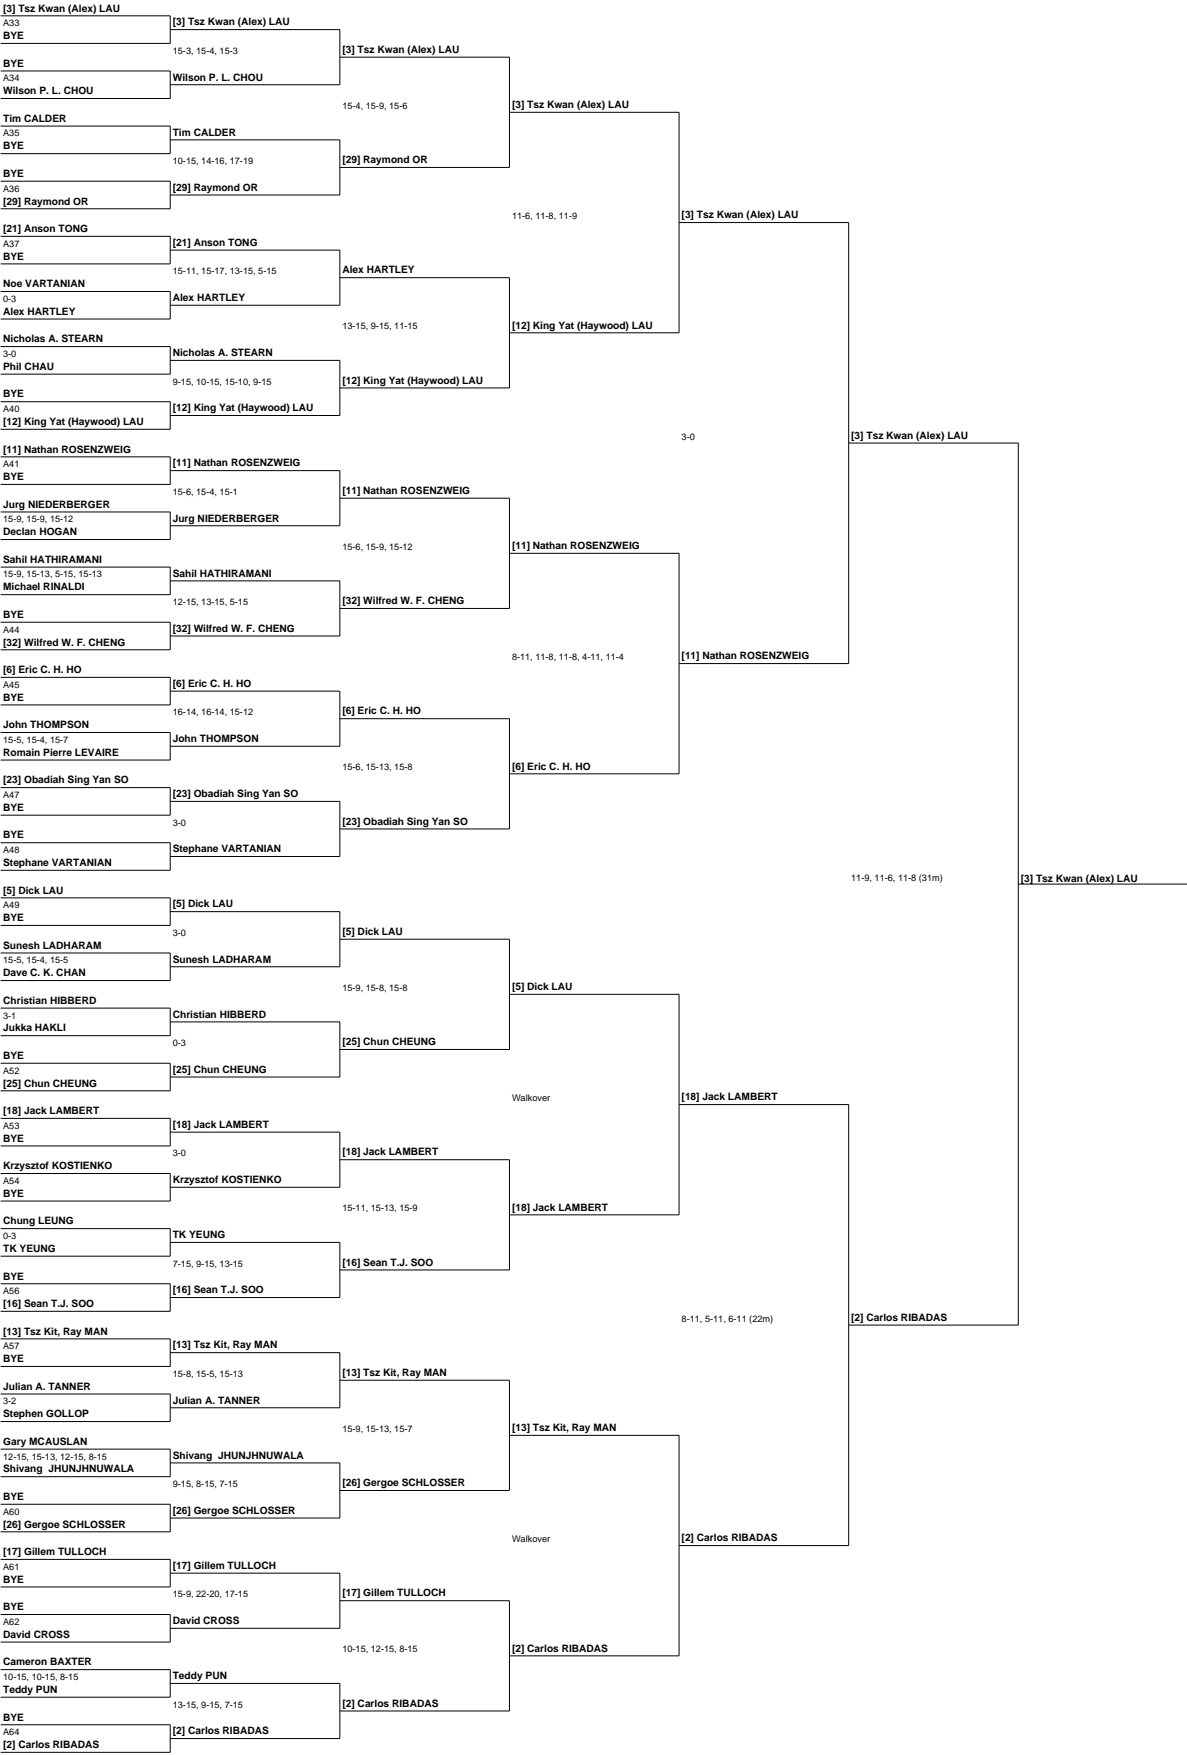 [3] Tsz Kwan (Alex) LAU
A33
[3] Tsz Kwan (Alex) LAU
BYE
15-3, 15-4, 15-3
[3] Tsz Kwan (Alex) LAU
BYE
A34
Wilson P. L. CHOU
Wilson P. L. CHOU
15-4, 15-9, 15-6
[3] Tsz Kwan (Alex) LAU
Tim CALDER
A35
Tim CALDER
BYE
10-15, 14-16, 17-19
[29] Raymond OR
BYE
A36
[29] Raymond OR
[29] Raymond OR
11-6, 11-8, 11-9
[3] Tsz Kwan (Alex) LAU
[21] Anson TONG
A37
[21] Anson TONG
BYE
15-11, 15-17, 13-15, 5-15
Alex HARTLEY
Noe VARTANIAN
0-3
Alex HARTLEY
Alex HARTLEY
13-15, 9-15, 11-15
[12] King Yat (Haywood) LAU
Nicholas A. STEARN
3-0
Nicholas A. STEARN
Phil CHAU
9-15, 10-15, 15-10, 9-15
[12] King Yat (Haywood) LAU
BYE
A40
[12] King Yat (Haywood) LAU
[12] King Yat (Haywood) LAU
3-0
[3] Tsz Kwan (Alex) LAU
[11] Nathan ROSENZWEIG
A41
[11] Nathan ROSENZWEIG
BYE
15-6, 15-4, 15-1
[11] Nathan ROSENZWEIG
Jurg NIEDERBERGER
15-9, 15-9, 15-12
Jurg NIEDERBERGER
Declan HOGAN
15-6, 15-9, 15-12
[11] Nathan ROSENZWEIG
Sahil HATHIRAMANI
15-9, 15-13, 5-15, 15-13
Sahil HATHIRAMANI
Michael RINALDI
12-15, 13-15, 5-15
[32] Wilfred W. F. CHENG
BYE
A44
[32] Wilfred W. F. CHENG
[32] Wilfred W. F. CHENG
8-11, 11-8, 11-8, 4-11, 11-4
[11] Nathan ROSENZWEIG
[6] Eric C. H. HO
A45
[6] Eric C. H. HO
BYE
16-14, 16-14, 15-12
[6] Eric C. H. HO
John THOMPSON
15-5, 15-4, 15-7
John THOMPSON
Romain Pierre LEVAIRE
15-6, 15-13, 15-8
[6] Eric C. H. HO
[23] Obadiah Sing Yan SO
A47
[23] Obadiah Sing Yan SO
BYE
3-0
[23] Obadiah Sing Yan SO
BYE
A48
Stephane VARTANIAN
Stephane VARTANIAN
11-9, 11-6, 11-8 (31m)
[3] Tsz Kwan (Alex) LAU
[5] Dick LAU
A49
[5] Dick LAU
BYE
3-0
[5] Dick LAU
Sunesh LADHARAM
15-5, 15-4, 15-5
Sunesh LADHARAM
Dave C. K. CHAN
15-9, 15-8, 15-8
[5] Dick LAU
Christian HIBBERD
3-1
Christian HIBBERD
Jukka HAKLI
0-3
[25] Chun CHEUNG
BYE
A52
[25] Chun CHEUNG
[25] Chun CHEUNG
Walkover
[18] Jack LAMBERT
[18] Jack LAMBERT
A53
[18] Jack LAMBERT
BYE
3-0
[18] Jack LAMBERT
Krzysztof KOSTIENKO
A54
Krzysztof KOSTIENKO
BYE
15-11, 15-13, 15-9
[18] Jack LAMBERT
Chung LEUNG
0-3
TK YEUNG
TK YEUNG
7-15, 9-15, 13-15
[16] Sean T.J. SOO
BYE
A56
[16] Sean T.J. SOO
[16] Sean T.J. SOO
8-11, 5-11, 6-11 (22m)
[2] Carlos RIBADAS
[13] Tsz Kit, Ray MAN
A57
[13] Tsz Kit, Ray MAN
BYE
15-8, 15-5, 15-13
[13] Tsz Kit, Ray MAN
Julian A. TANNER
3-2
Julian A. TANNER
Stephen GOLLOP
15-9, 15-13, 15-7
[13] Tsz Kit, Ray MAN
Gary MCAUSLAN
12-15, 15-13, 12-15, 8-15
Shivang JHUNJHNUWALA
Shivang JHUNJHNUWALA
9-15, 8-15, 7-15
[26] Gergoe SCHLOSSER
BYE
A60
[26] Gergoe SCHLOSSER
[26] Gergoe SCHLOSSER
Walkover
[2] Carlos RIBADAS
[17] Gillem TULLOCH
A61
[17] Gillem TULLOCH
BYE
15-9, 22-20, 17-15
[17] Gillem TULLOCH
BYE
A62
David CROSS
David CROSS
10-15, 12-15, 8-15
[2] Carlos RIBADAS
Cameron BAXTER
10-15, 10-15, 8-15
Teddy PUN
Teddy PUN
13-15, 9-15, 7-15
[2] Carlos RIBADAS
BYE
A64
[2] Carlos RIBADAS
[2] Carlos RIBADAS